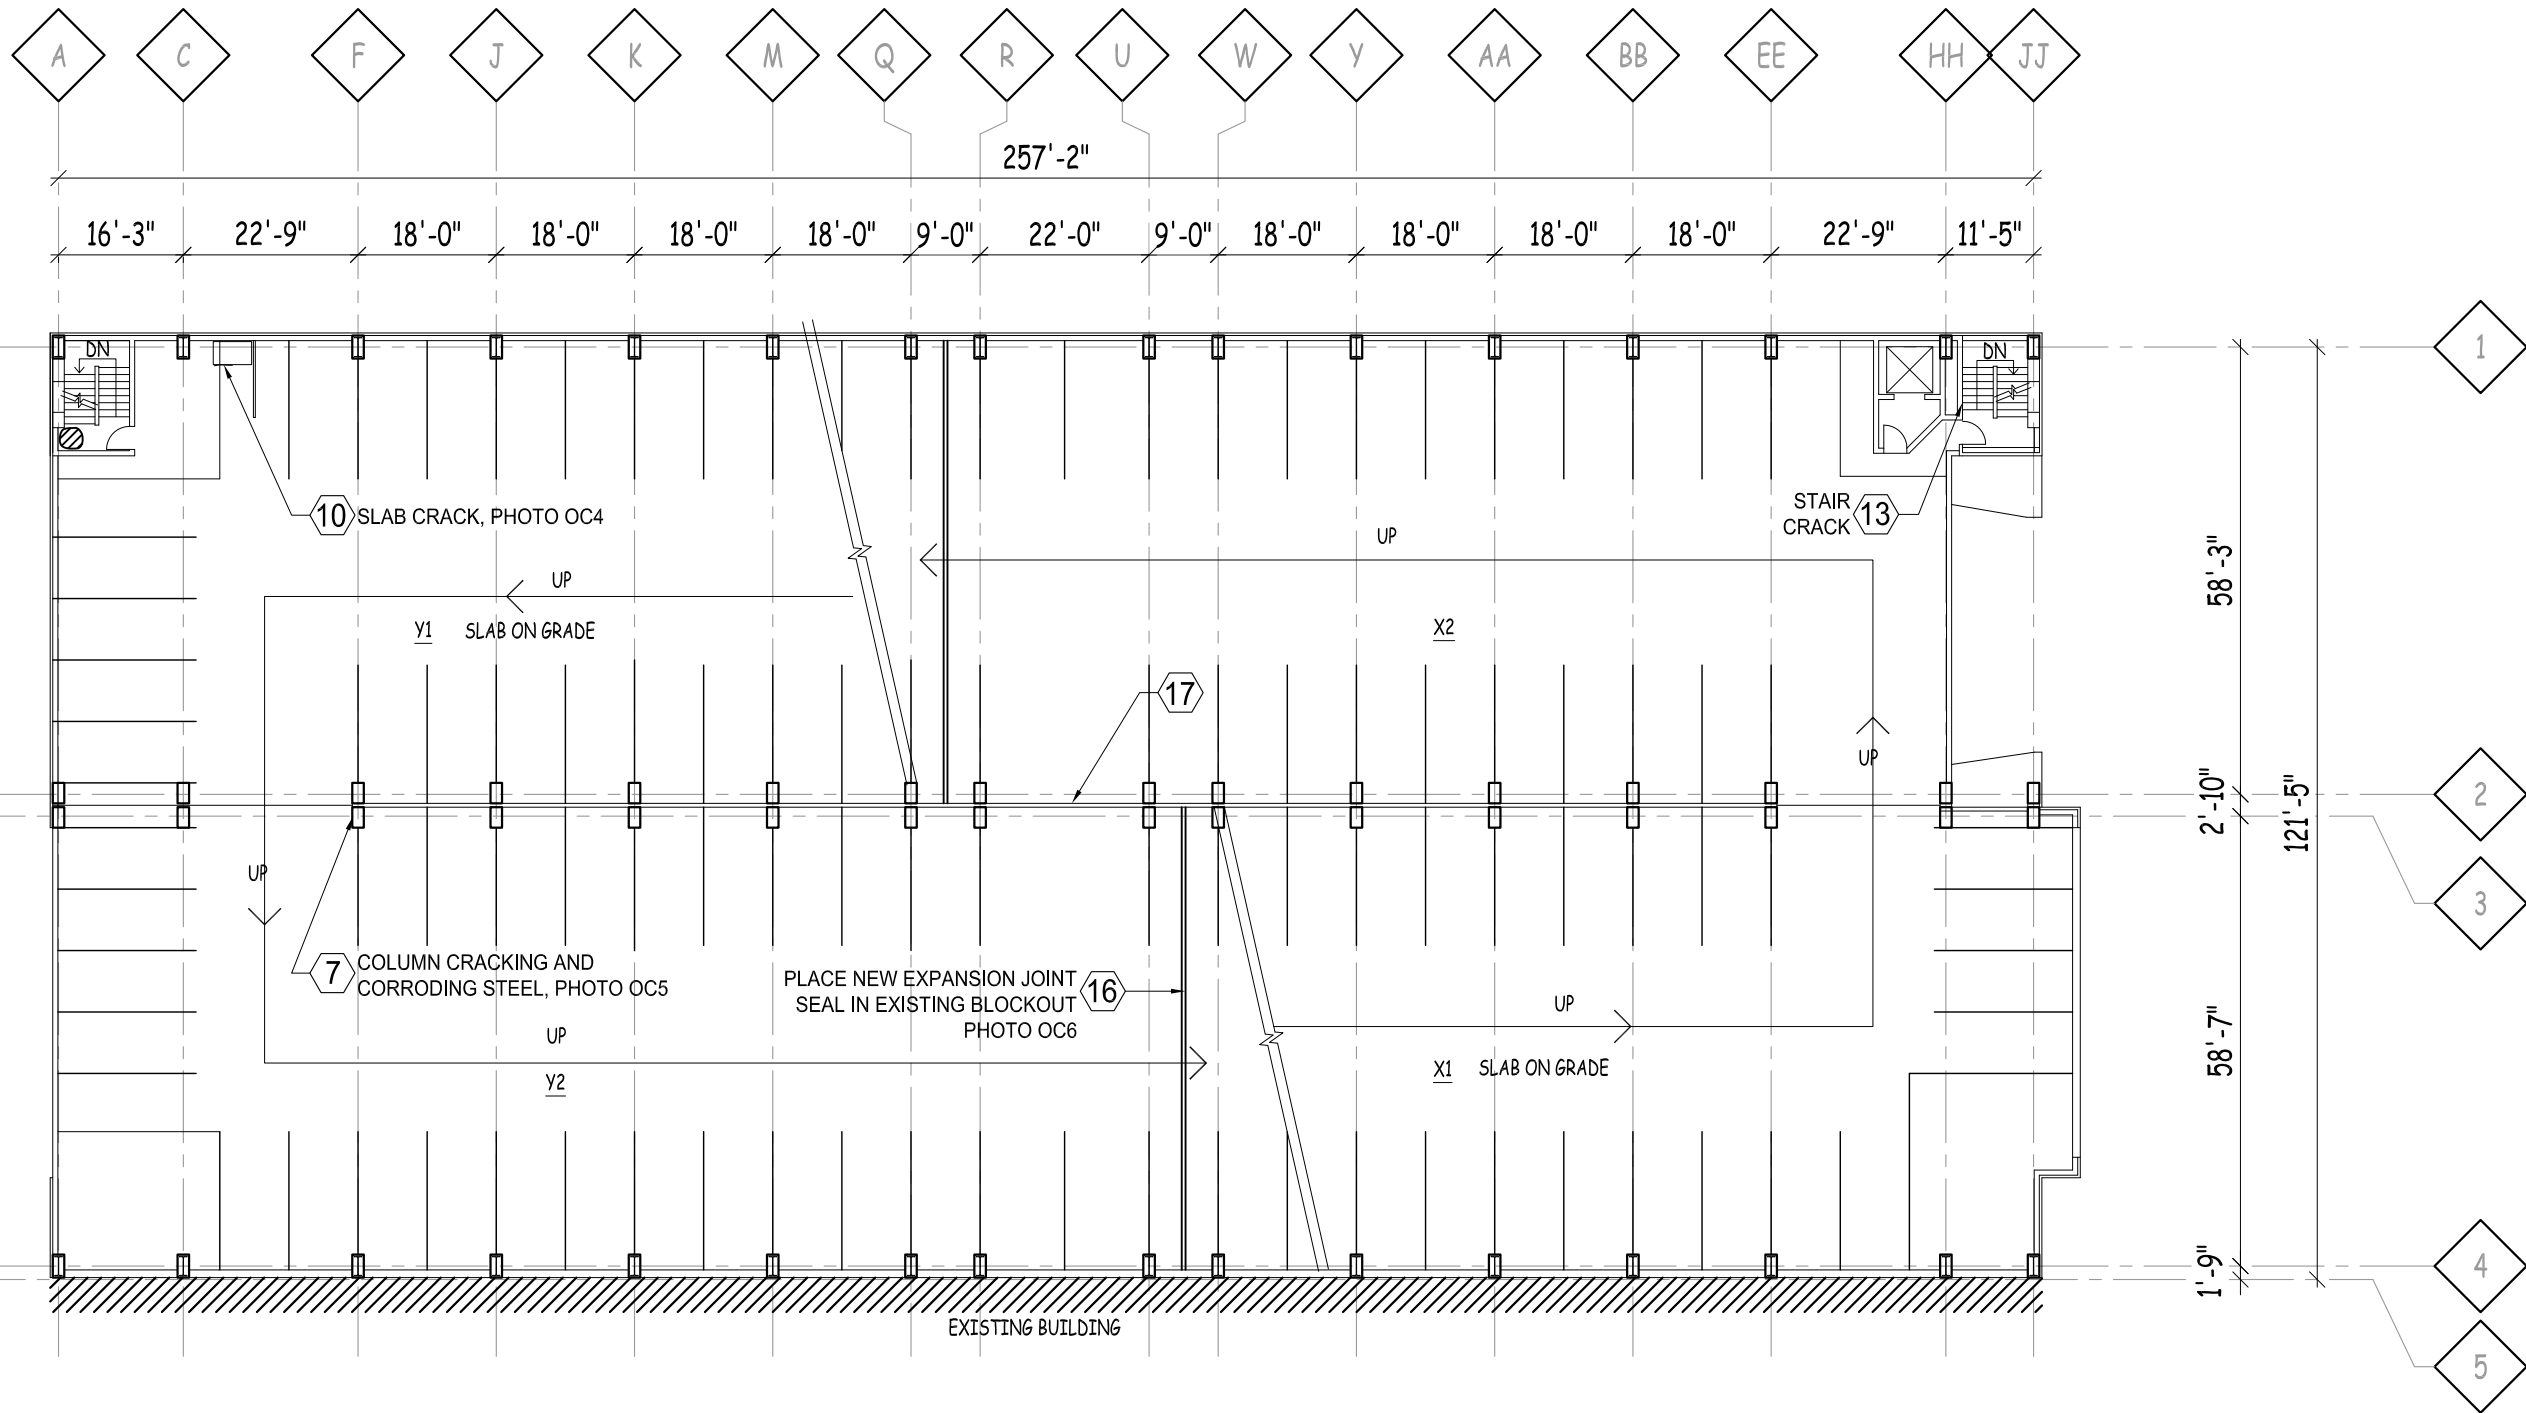 A C F J K M Q R U W Y AA BB EE HH JJ
257'-2"
16'-3" 22'-9" 18'-0" 18'-0" 18'-0" 18'-0" 9'-0" 22'-0" 9'-0" 18'-0" 18'-0" 18'-0" 18'-0" 22'-9" 11'-5"
1
DN
DN
10 SLAB CRACK, PHOTO OC4
STAIR
CRACK
13
UP
UP
58'-3"
Y1 SLAB ON GRADE
X2
17
UP
2
2'-10"
121'-5"
3
UP
7
COLUMN CRACKING AND
CORRODING STEEL, PHOTO OC5
PLACE NEW EXPANSION JOINT
SEAL IN EXISTING BLOCKOUT
PHOTO OC6
16
UP
UP
58'-7"
Y2
X1 SLAB ON GRADE
4
1'-9"
EXISTING BUILDING
5